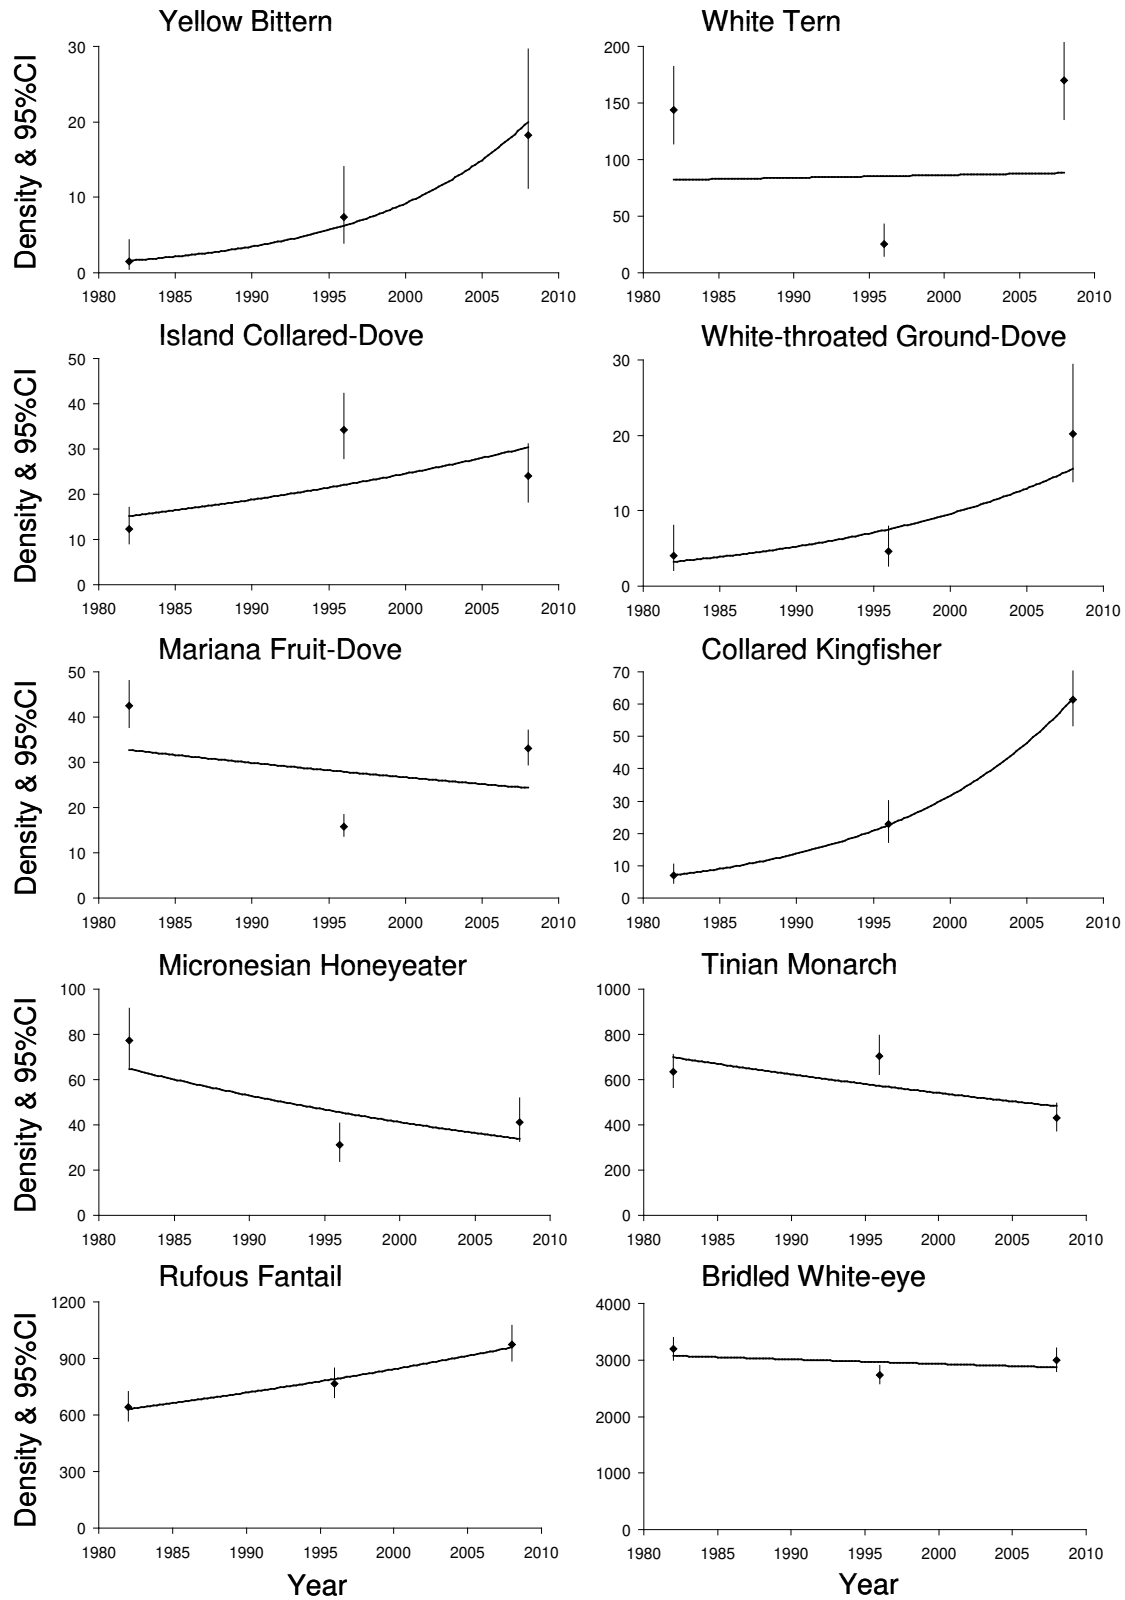 Yellow Bittern
Density & 95%CI
30
20
10
0
1980 1985 1990 1995 2000 2005 2010
White Tern
200
150
100
50
0
1980 1985 1990 1995 2000 2005 2010
Island Collared-Dove
Density & 95%CI
50
40
30
20
10
0
1980 1985 1990 1995 2000 2005 2010
White-throated Ground-Dove
30
20
10
0
1980 1985 1990 1995 2000 2005 2010
Mariana Fruit-Dove
Density & 95%CI
50
40
30
20
10
0
1980 1985 1990 1995 2000 2005 2010
Collared Kingfisher
70
60
50
40
30
20
10
0
1980 1985 1990 1995 2000 2005 2010
Micronesian Honeyeater
Density & 95%CI
100
80
60
40
20
0
1980 1985 1990 1995 2000 2005 2010
Tinian Monarch
1000
800
600
400
200
0
1980 1985 1990 1995 2000 2005 2010
Rufous Fantail
Density & 95%CI
1200
900
600
300
0
1980 1985 1990 1995 2000 2005 2010
Year
Bridled White-eye
4000
3000
2000
1000
0
1980 1985 1990 1995 2000 2005 2010
Year